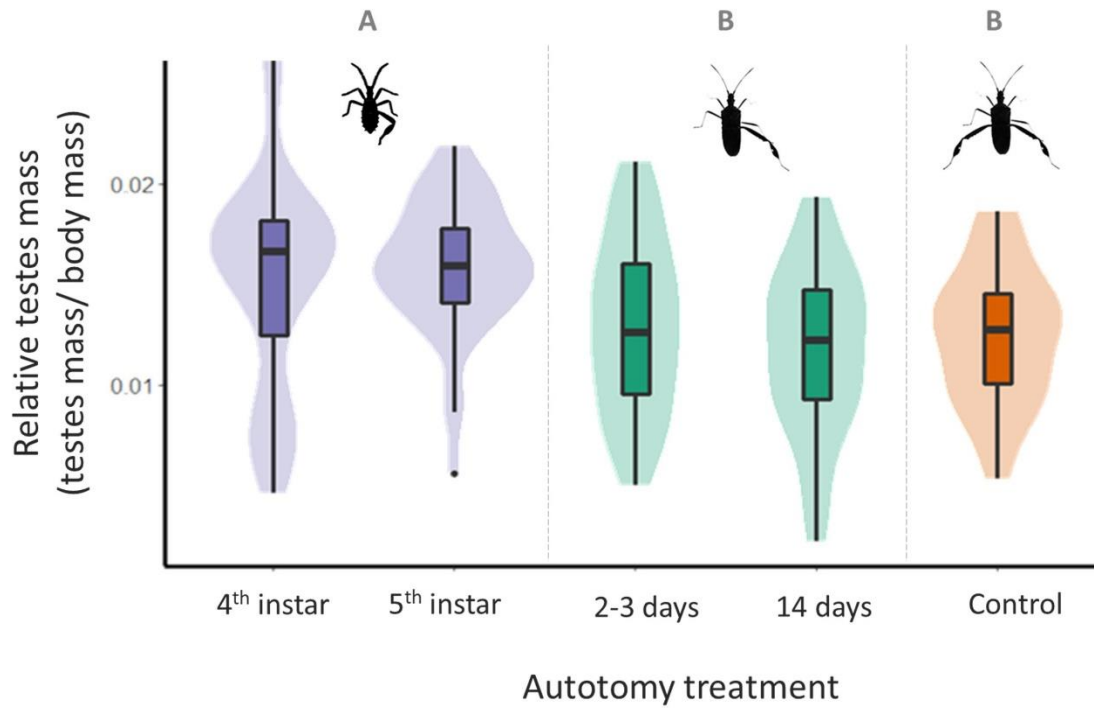 A B B
Relative testes mass
(testes mass/ body mass)
0.02
0.01
4th instar 5th instar 2-3 days 14 days Control
Autotomy treatment